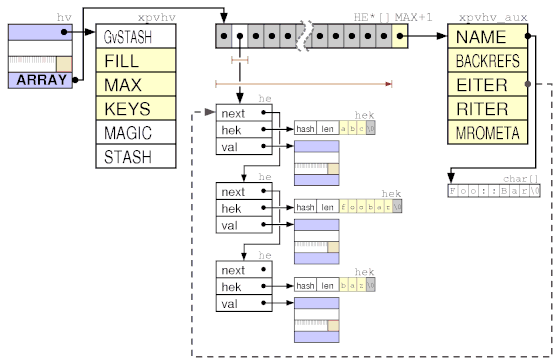 hv
xpvhv
HE*[] MAX+1
xpvhv_aux
GvSTASH
FILL
MAX
KEYS
MAGIC
STASH
ARRAY
NAME
BACKREFS
EITER
RITER
MROMETA
he
next
hek
val
hek
hash len a b c \0
char[]
Foo::Bar\0
he
next
hek
val
hek
hash len f o o b a r \0
he
next
hek
val
hek
hash len b a z \0